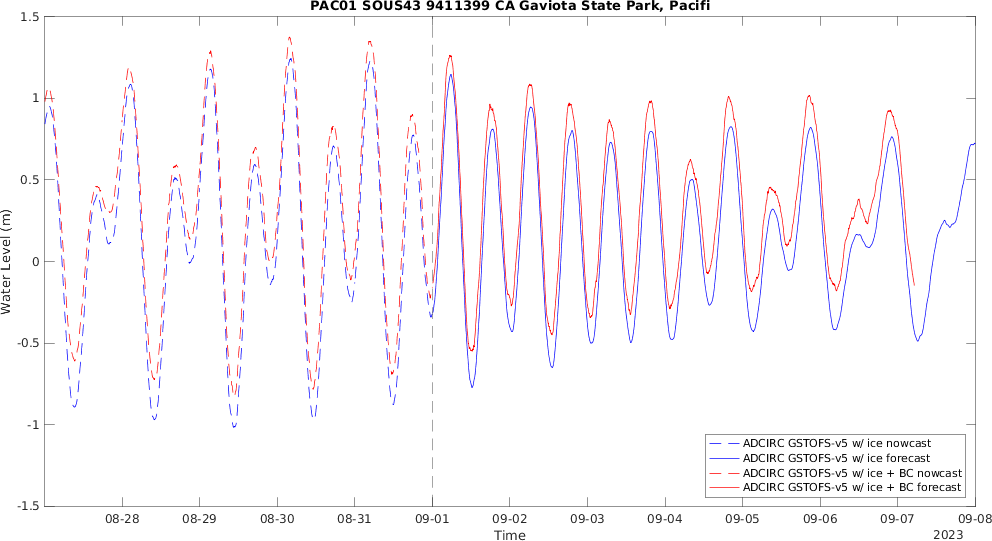 PAC01 SOUS43 9411399 CA Gaviota State Park, Pacifi
1.5
1
0.5
0
-0.5
-1
-1.5
Water Level (m)
ADCIRC GSTOFS-v5 w/ ice nowcast
ADCIRC GSTOFS-v5 w/ ice forecast
ADCIRC GSTOFS-v5 w/ ice + BC nowcast
ADCIRC GSTOFS-v5 w/ ice + BC forecast
08-28 08-29 08-30 08-31 09-01 09-02 09-03 09-04 09-05 09-06 09-07 09-08
Time
2023